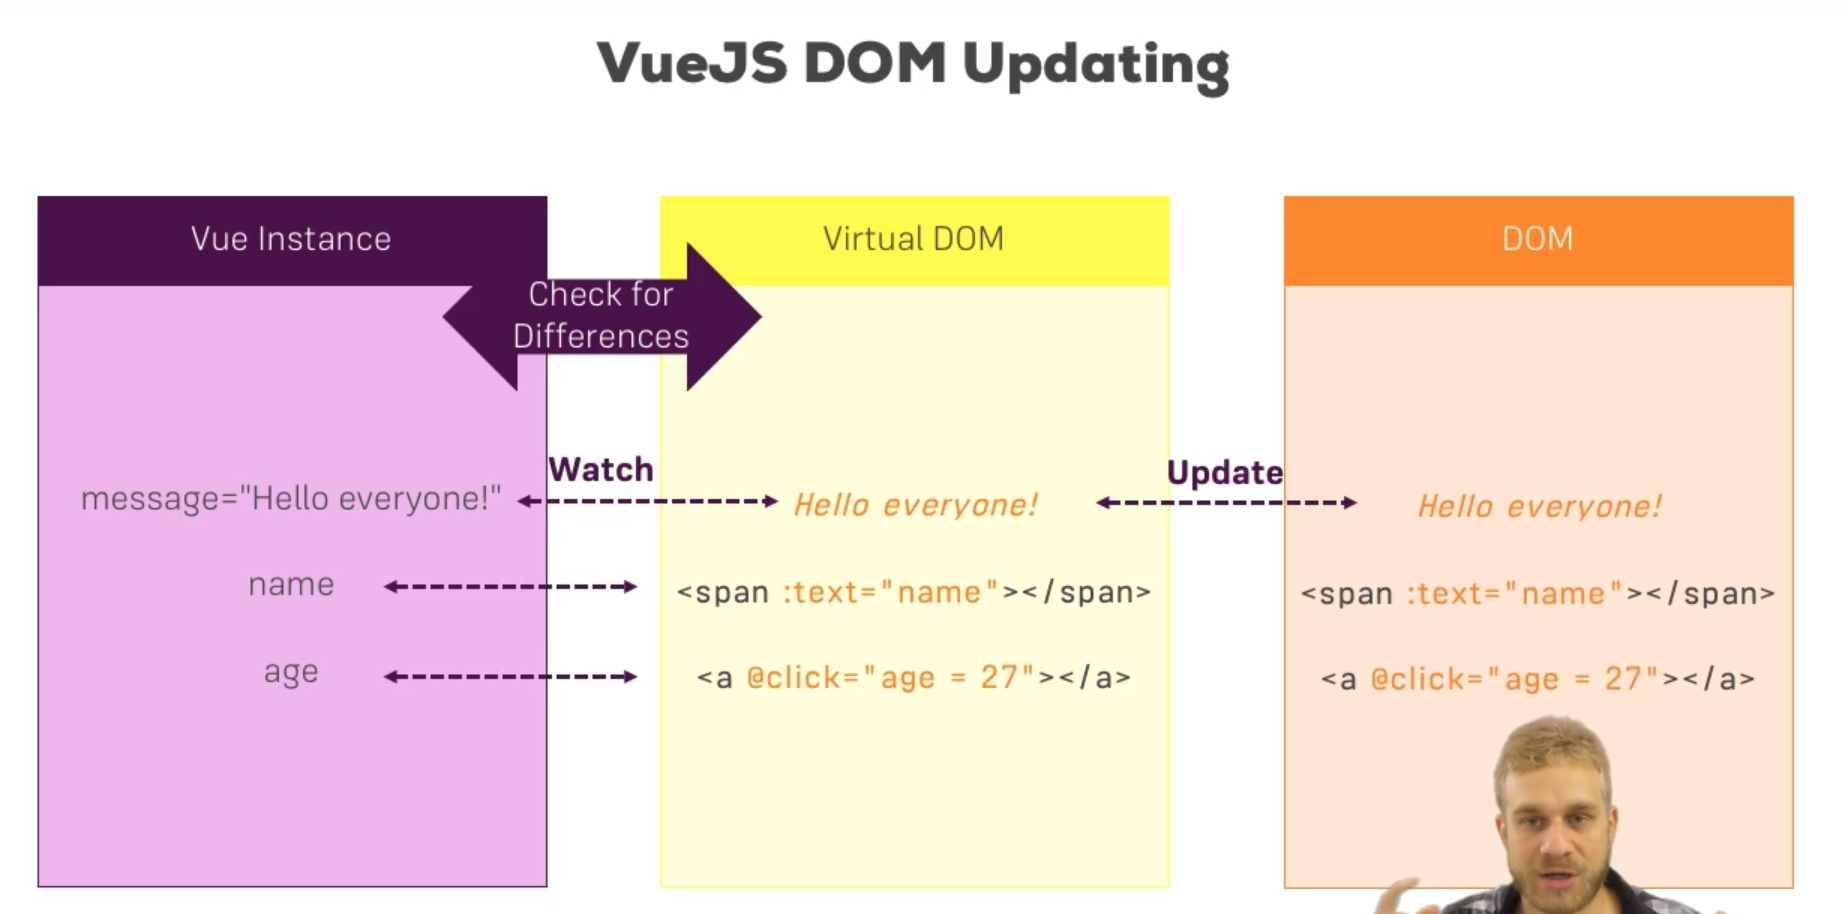 VueJS DOM Updating
Vue Instance
Virtual DOM
DOM
Check for
Differences
Watch
Update
message="Hello everyone!"
Hello everyone!
Hello everyone!
name
<span :text="name"></span>
<span :text="name"></span>
age
<a @click="age = 27"></a>
<a @click="age = 27"></a>